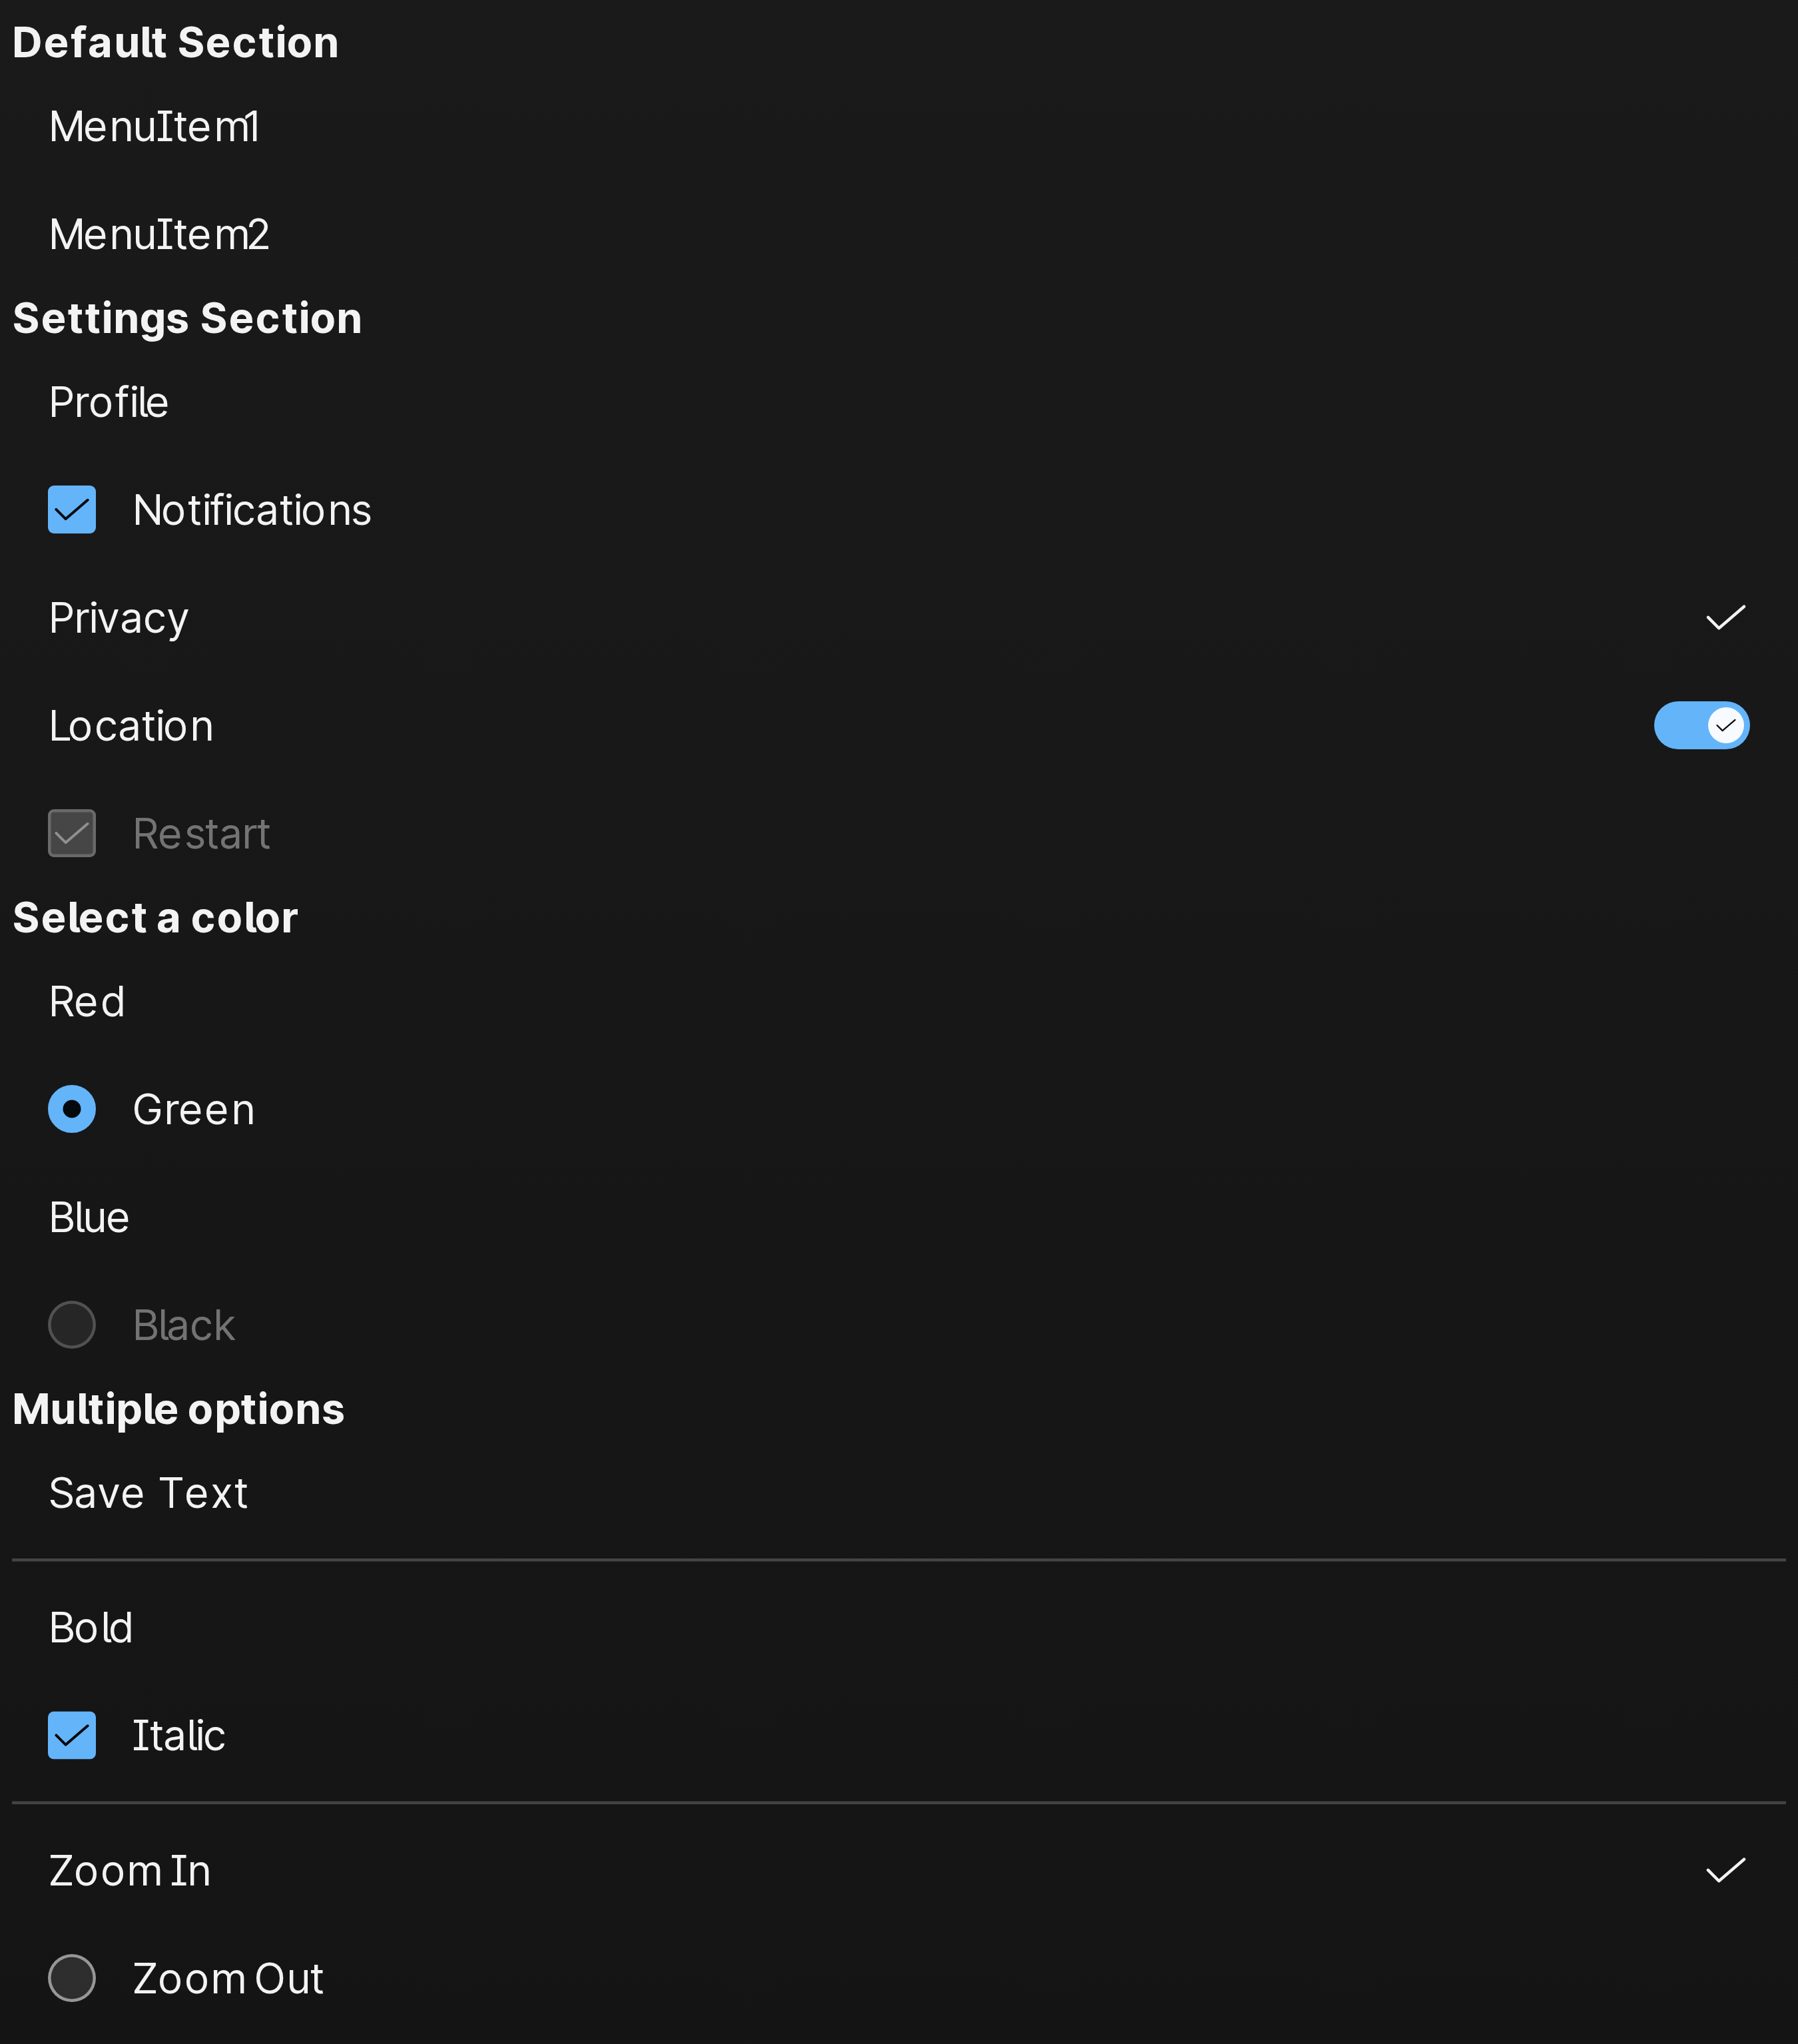 Default Section
MenuItem1
MenuItem2
Settings Section
Profile
Notifications
Privacy
Location
Restart
Select a color
Red
Green
Blue
Black
Multiple options
Save Text
Bold
Italic
Zoom In
Zoom Out